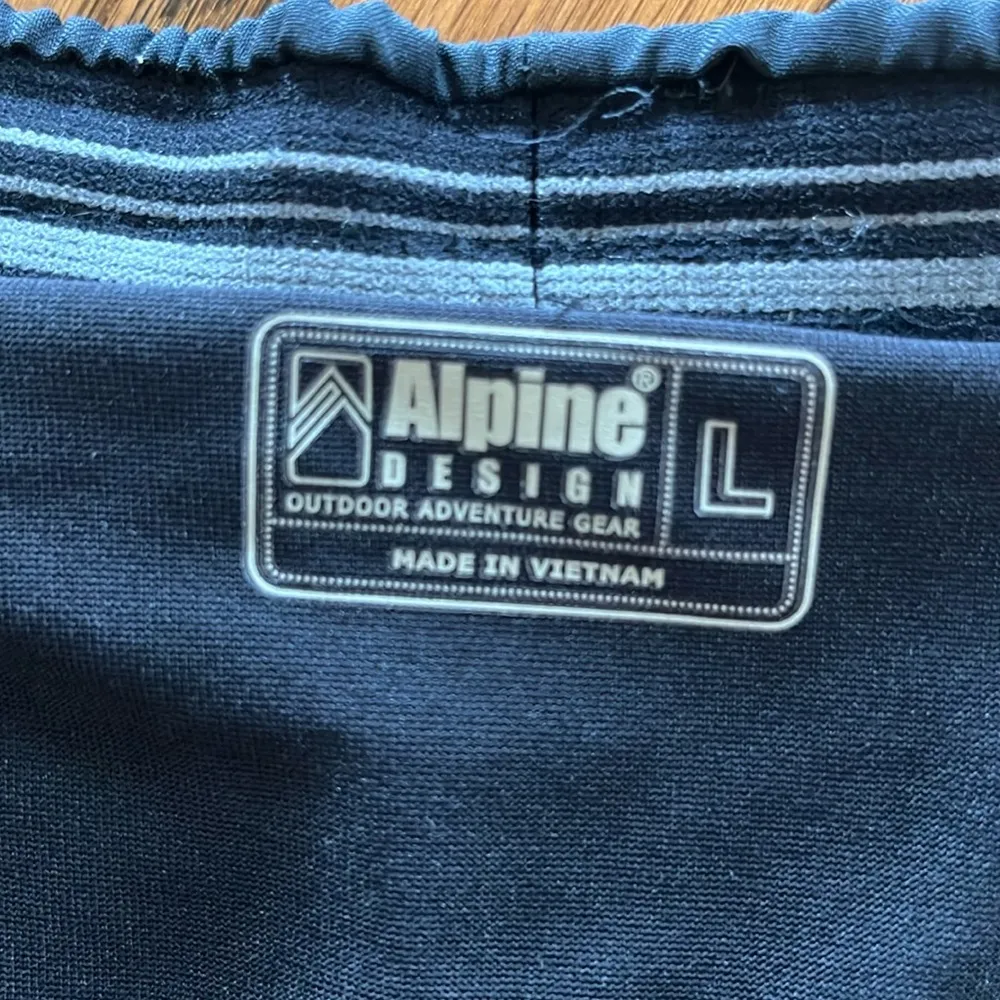 Alpine®
DESIGN
OUTDOOR ADVENTURE GEAR
L
MADE IN VIETNAM